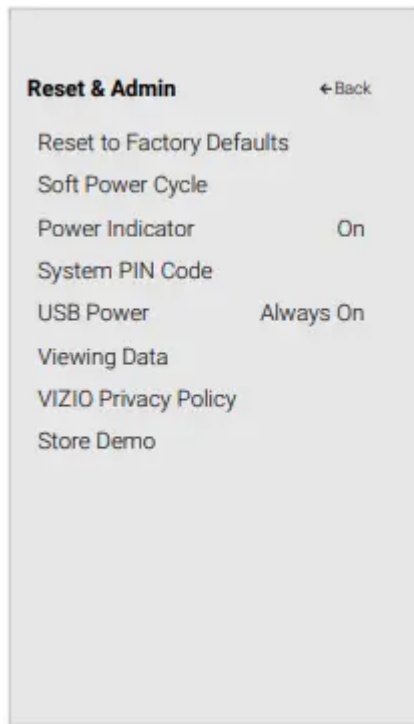 Reset & Admin ←Back
Reset to Factory Defaults
Soft Power Cycle
Power Indicator On
System PIN Code
USB Power Always On
Viewing Data
VIZIO Privacy Policy
Store Demo